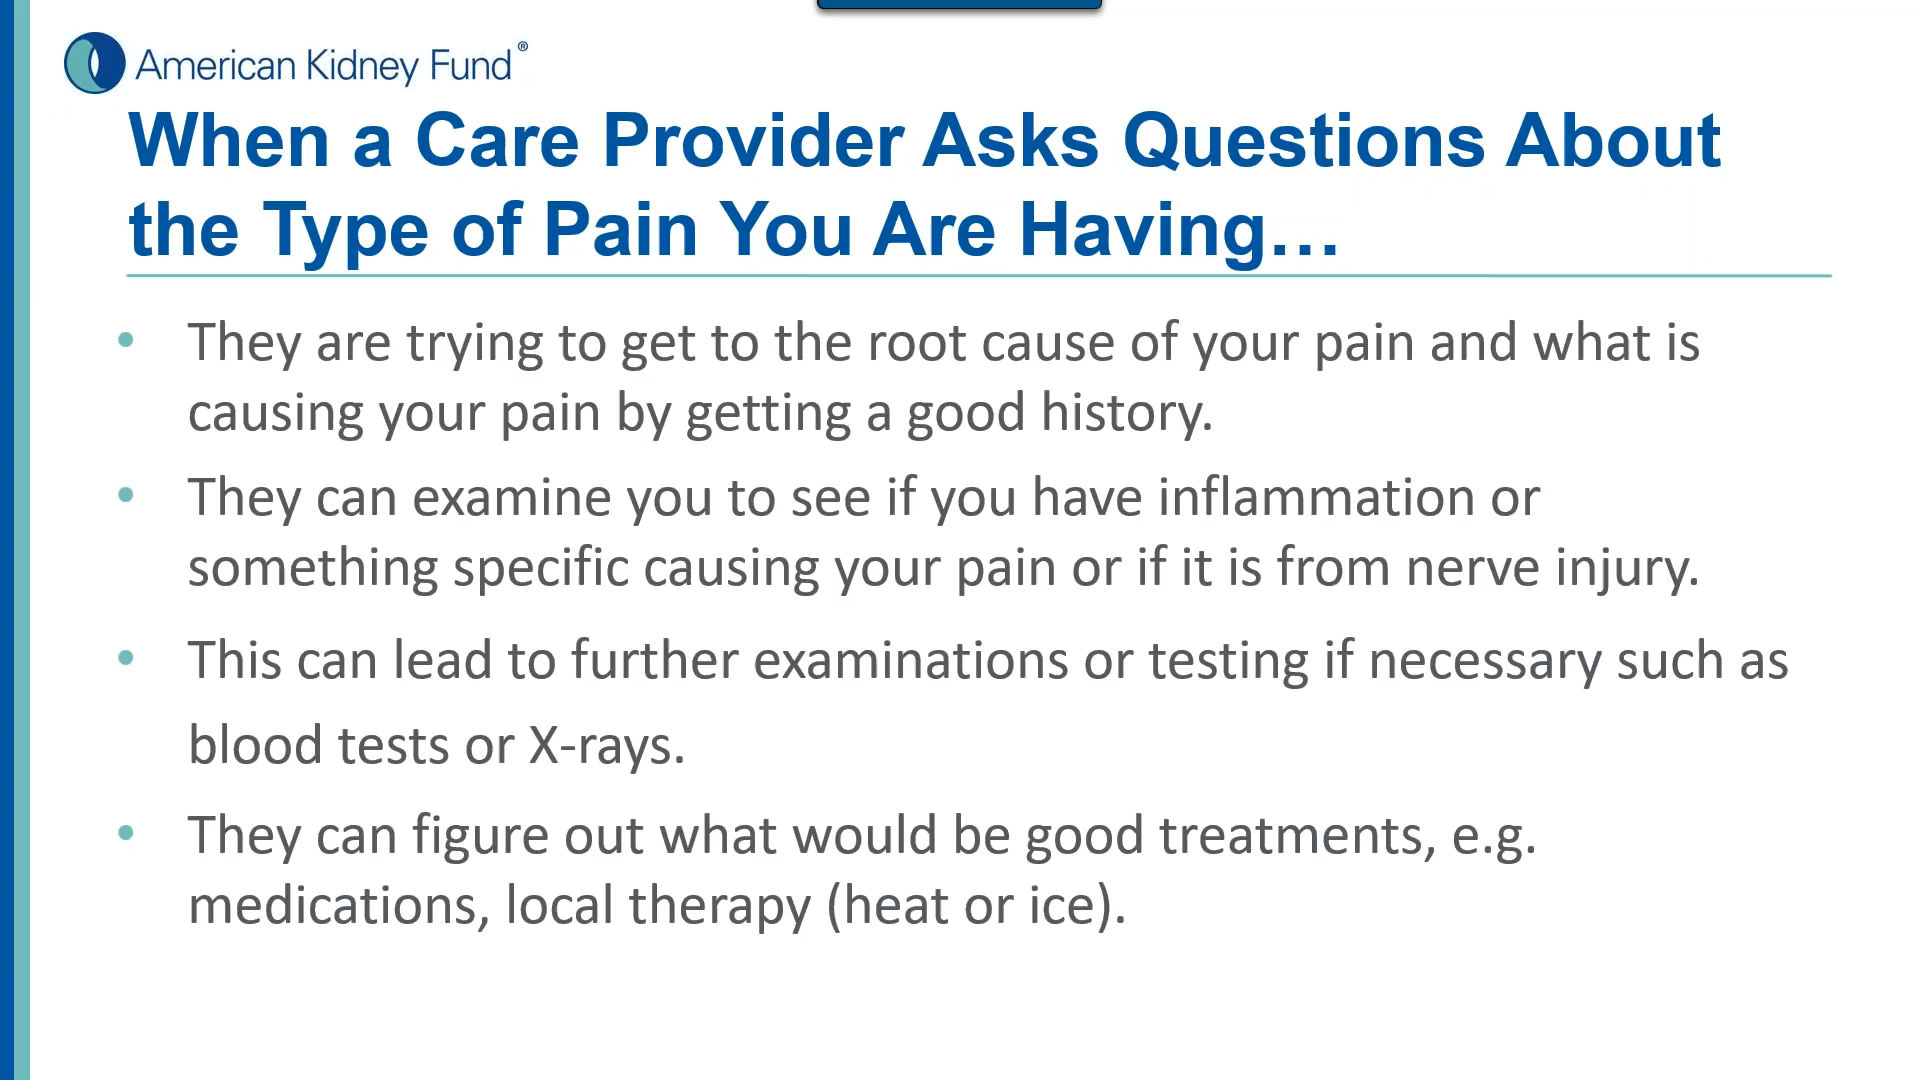 American Kidney Fund®
When a Care Provider Asks Questions About
the Type of Pain You Are Having…
• They are trying to get to the root cause of your pain and what is
causing your pain by getting a good history.
• They can examine you to see if you have inflammation or
something specific causing your pain or if it is from nerve injury.
• This can lead to further examinations or testing if necessary such as
blood tests or X-rays.
• They can figure out what would be good treatments, e.g.
medications, local therapy (heat or ice).